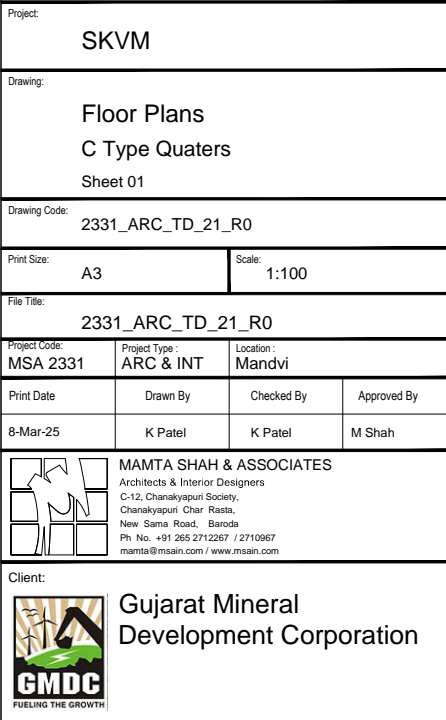 Project:
SKVM
Drawing:
Floor Plans
C Type Quaters
Sheet 01
Drawing Code:
2331_ARC_TD_21_R0
Print Size:
A3
Scale:
1:100
File Title:
2331_ARC_TD_21_R0
Project Code:
MSA 2331
Project Type :
ARC & INT
Location :
Mandvi
Print Date Drawn By Checked By Approved By
8-Mar-25 K Patel K Patel M Shah
MAMTA SHAH & ASSOCIATES
Architects & Interior Designers
C-12, Chanakyapuri Society,
Chanakyapuri Char Rasta,
New Sama Road, Baroda
Ph No. +91 265 2712267 / 2710967
mamta@msain.com / www.msain.com
Client:
Gujarat Mineral
Development Corporation
GMDC
FUELING THE GROWTH